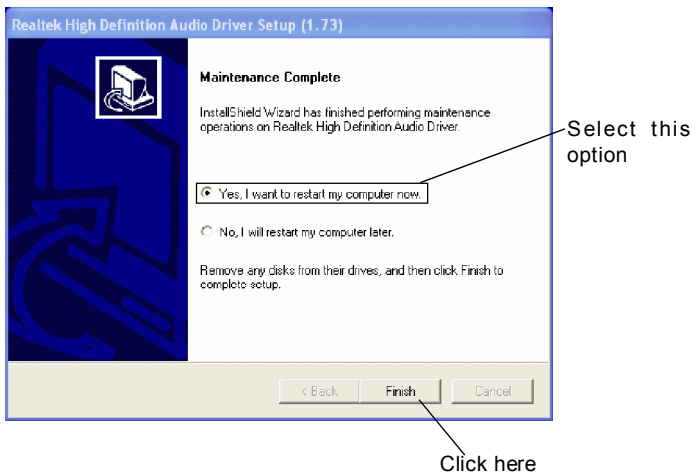 Realtek High Definition Audio Driver Setup (1.73)
Maintenance Complete
InstallShield Wizard has finished performing maintenance
operations on Realtek High Definition Audio Driver.
Select this
option
Yes, I want to restart my computer now.
No, I will restart my computer later.
Remove any disks from their drives, and then click Finish to
complete setup.
< Back Finish Cancel
Click here